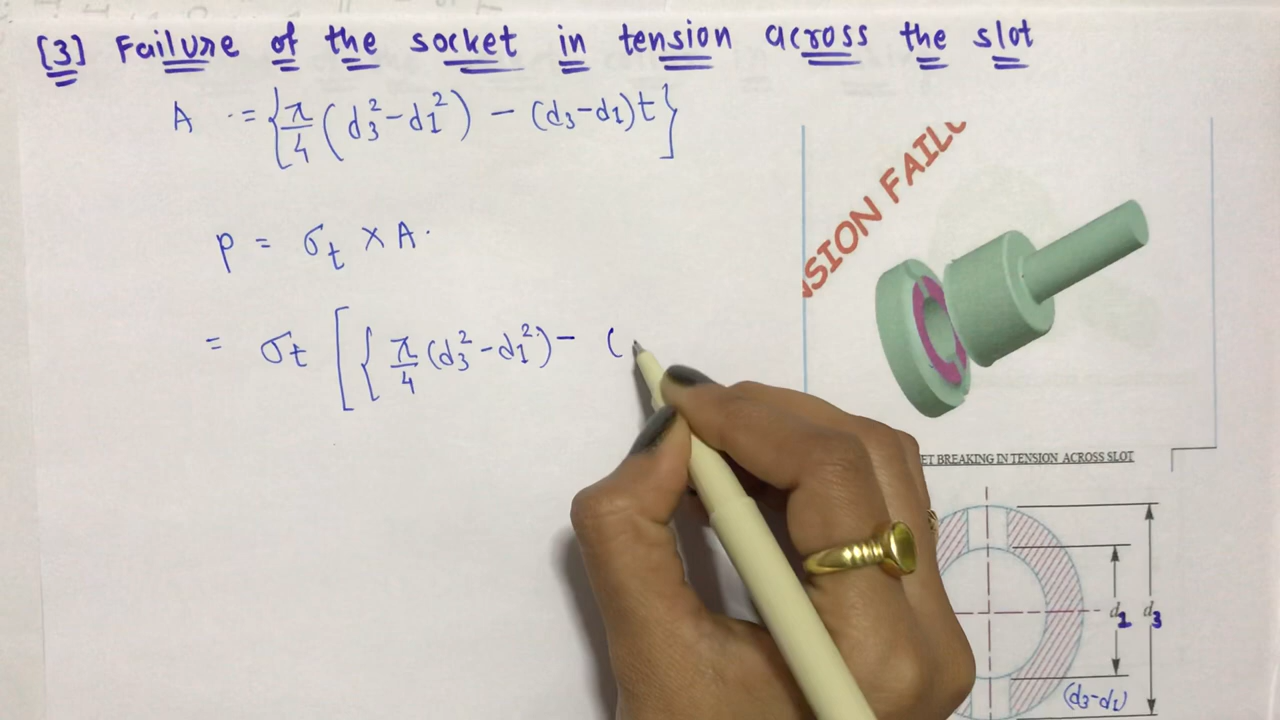 [3] Failure of the socket in tension across the slot
A = {π/4 (d3² - d1²) - (d3 - d1)t}
P = σt × A.
= σt [{π/4 (d3² - d1²) - (
NSION FAILU
ET BREAKING IN TENSION ACROSS SLOT
d1 d3
(d3-d1)